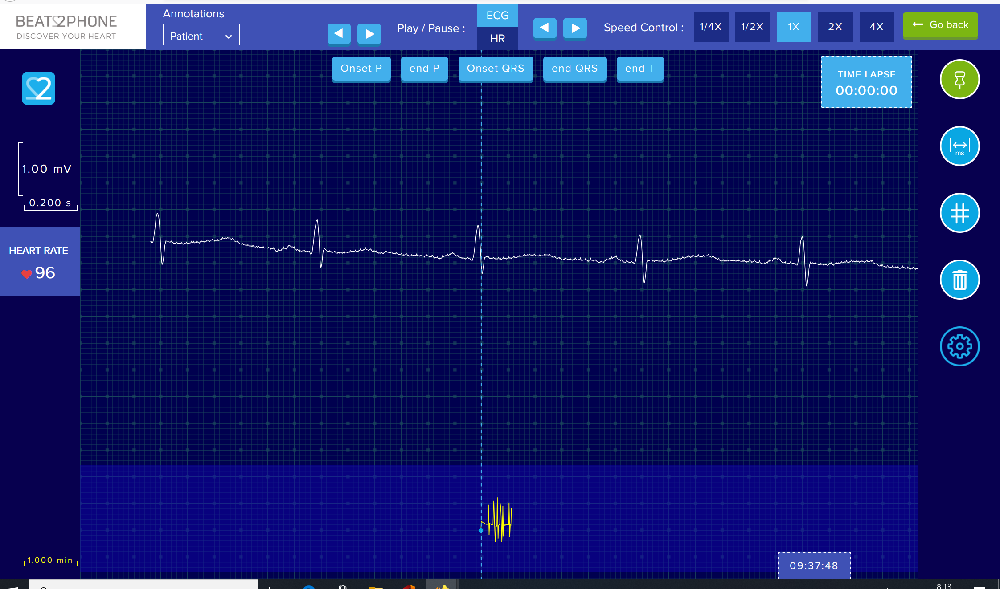 BEAT2PHONE
DISCOVER YOUR HEART
Annotations
Patient
Play / Pause :
ECG
HR
Speed Control :
1/4X
1/2X
1X
2X
4X
Go back
Onset P
end P
Onset QRS
end QRS
end T
TIME LAPSE
00:00:00
2
ms
1.00 mV
0.200 s
HEART RATE
96
1.000 min
09:37:48
8.13